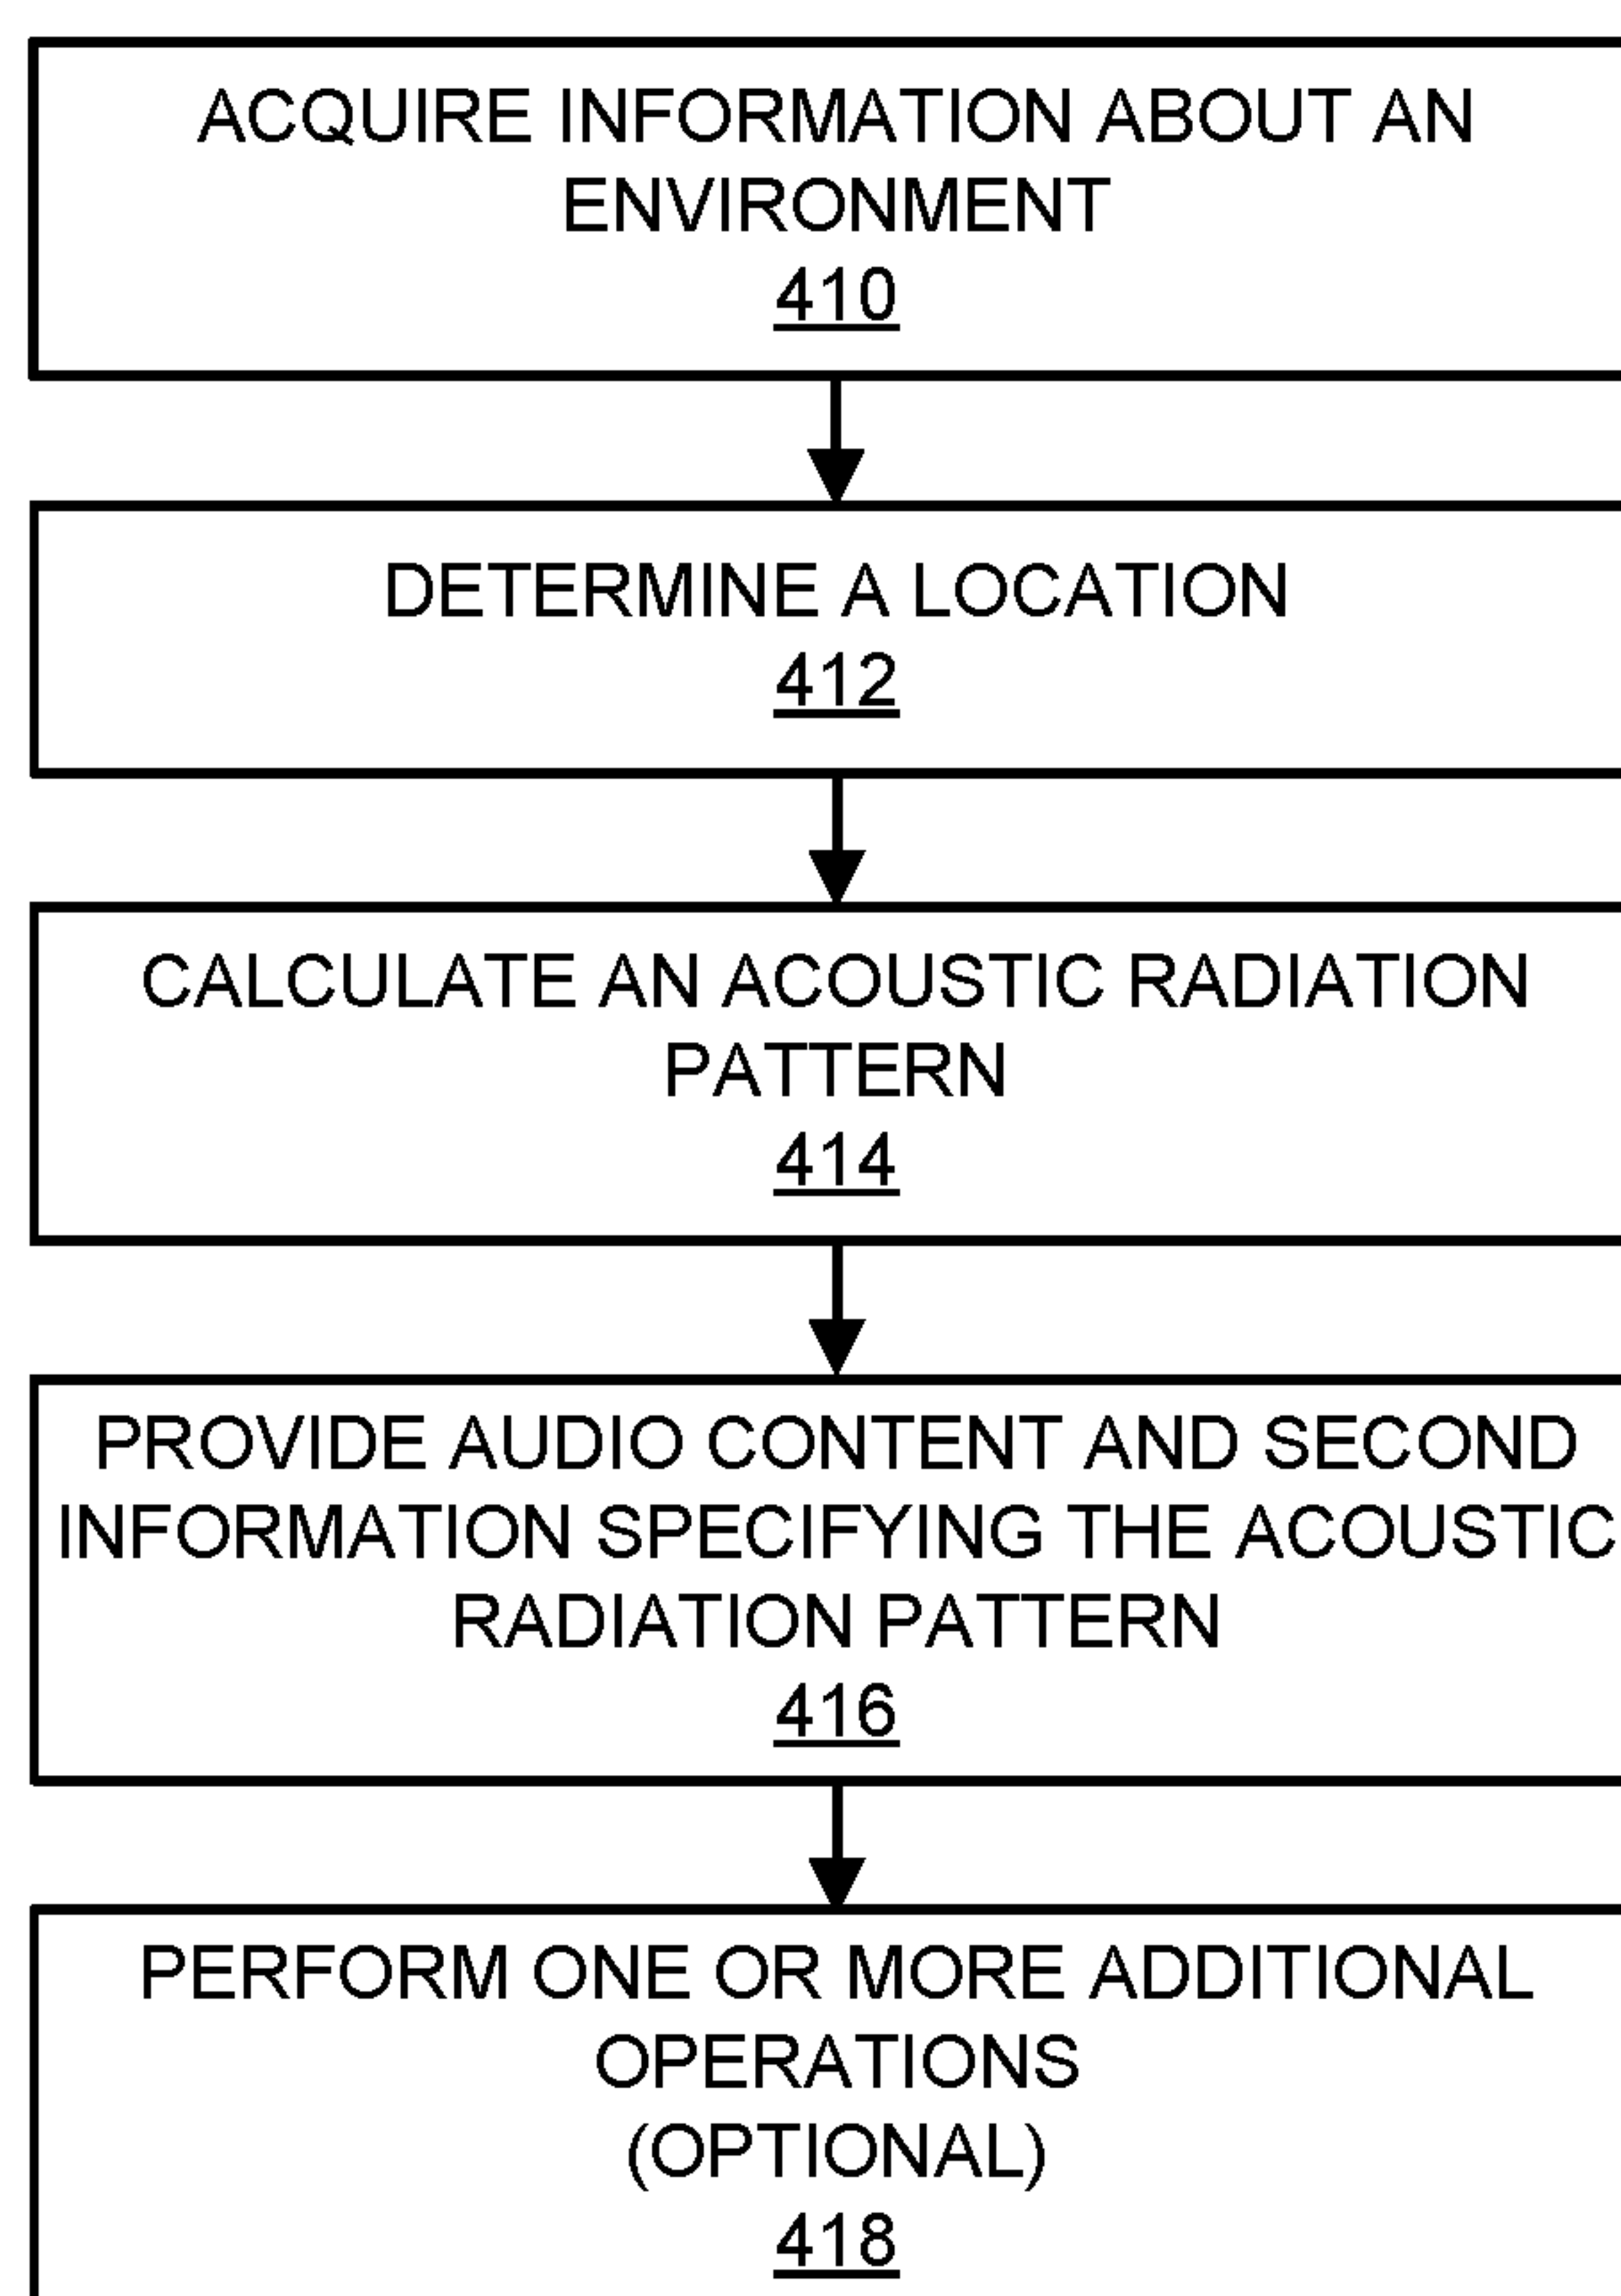 ACQUIRE INFORMATION ABOUT AN
ENVIRONMENT
410
DETERMINE A LOCATION
412
CALCULATE AN ACOUSTIC RADIATION
PATTERN
414
PROVIDE AUDIO CONTENT AND SECOND
INFORMATION SPECIFYING THE ACOUSTIC
RADIATION PATTERN
416
PERFORM ONE OR MORE ADDITIONAL
OPERATIONS
(OPTIONAL)
418